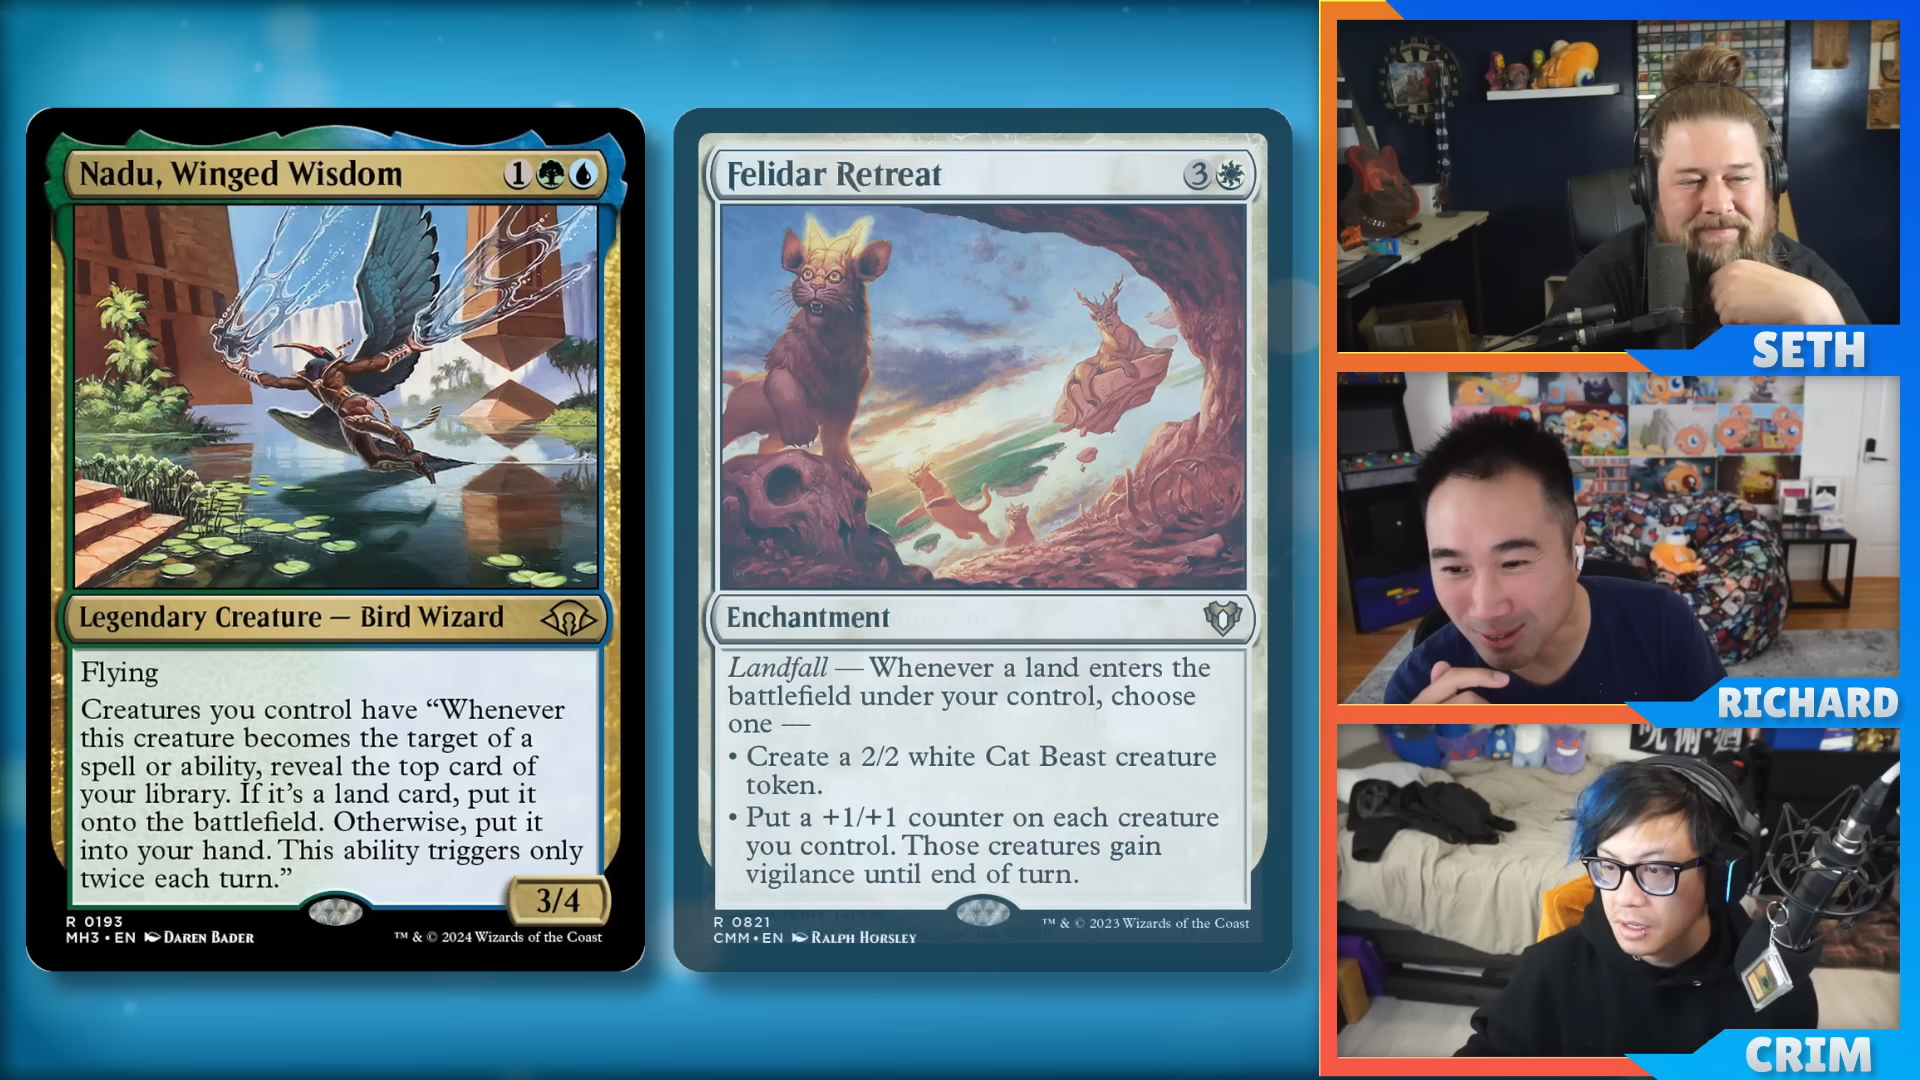 Nadu, Winged Wisdom 1
Legendary Creature — Bird Wizard
Flying
Creatures you control have “Whenever
this creature becomes the target of a
spell or ability, reveal the top card of
your library. If it’s a land card, put it
onto the battlefield. Otherwise, put it
into your hand. This ability triggers only
twice each turn.”
3/4
R 0193
MH3 • EN DAREN BADER
™ & © 2024 Wizards of the Coast
Felidar Retreat 3
Enchantment
Landfall — Whenever a land enters the
battlefield under your control, choose
one —
• Create a 2/2 white Cat Beast creature
token.
• Put a +1/+1 counter on each creature
you control. Those creatures gain
vigilance until end of turn.
R 0821
CMM • EN RALPH HORSLEY
™ & © 2023 Wizards of the Coast
SETH
RICHARD
CRIM